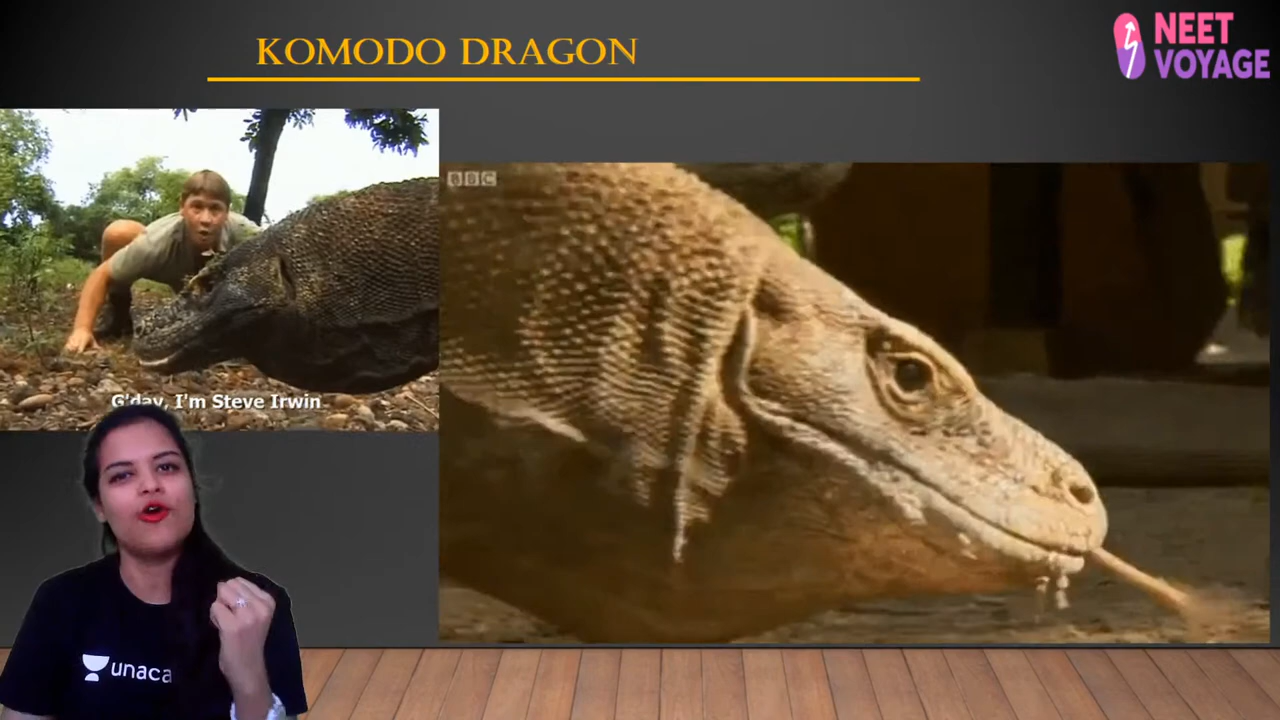 KOMODO DRAGON
NEET
VOYAGE
BBC
G'day, I'm Steve Irwin
unaca